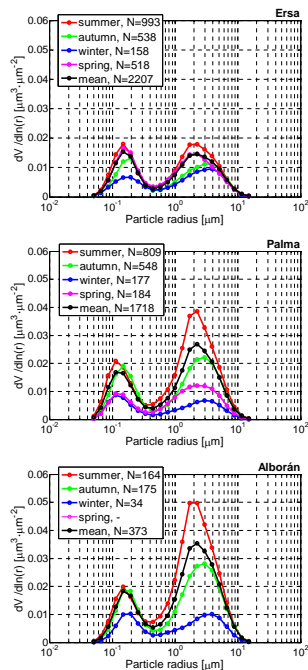 Ersa
0.06
0.05
0.04
0.03
0.02
0.01
0
dV /dln(r) [μm³·μm⁻²]
summer, N=993
autumn, N=538
winter, N=158
spring, N=518
mean, N=2207
10⁻² 10⁻¹ 10⁰ 10¹ 10²
Particle radius [μm]
Palma
0.06
0.05
0.04
0.03
0.02
0.01
0
dV /dln(r) [μm³·μm⁻²]
summer, N=809
autumn, N=548
winter, N=177
spring, N=184
mean, N=1718
10⁻² 10⁻¹ 10⁰ 10¹ 10²
Particle radius [μm]
Alborán
0.06
0.05
0.04
0.03
0.02
0.01
0
dV /dln(r) [μm³·μm⁻²]
summer, N=164
autumn, N=175
winter, N=34
spring, -
mean, N=373
10⁻² 10⁻¹ 10⁰ 10¹ 10²
Particle radius [μm]